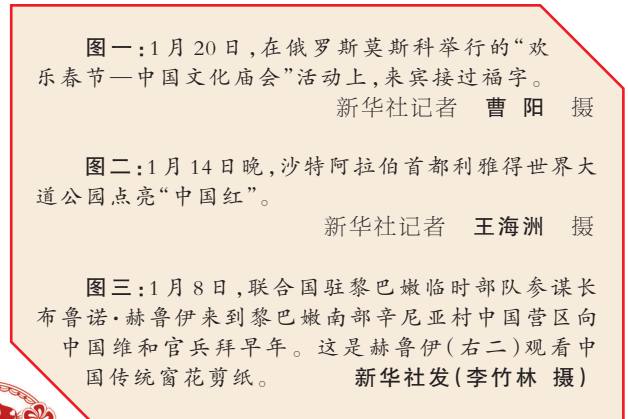 图一:1月20日,在俄罗斯莫斯科举行的“欢
乐春节—中国文化庙会”活动上,来宾接过福字。
新华社记者 曹 阳 摄
图二:1月14日晚,沙特阿拉伯首都利雅得世界大
道公园点亮“中国红”。
新华社记者 王海洲 摄
图三:1月8日,联合国驻黎巴嫩临时部队参谋长
布鲁诺·赫鲁伊来到黎巴嫩南部辛尼亚村中国营区向
中国维和官兵拜早年。这是赫鲁伊(右二)观看中
国传统窗花剪纸。 新华社发(李竹林 摄)